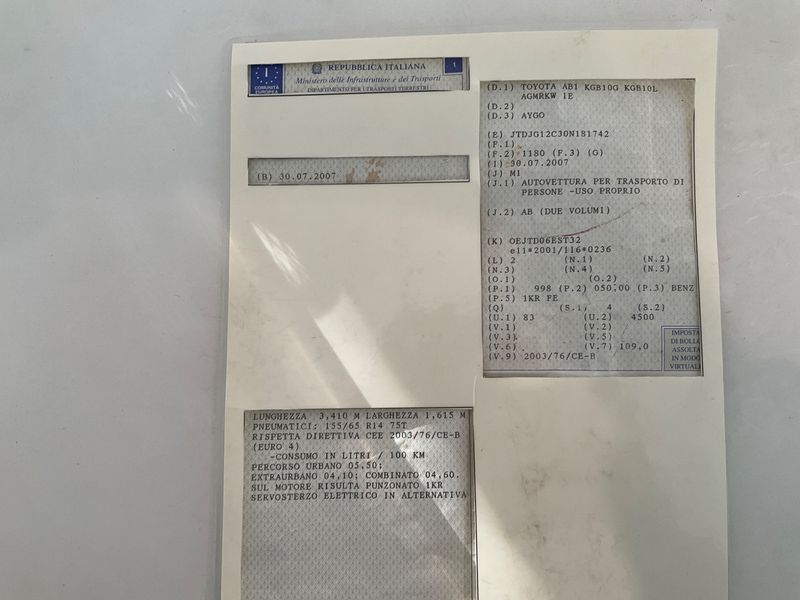 I
COMUNITÀ
EUROPEA
REPUBBLICA ITALIANA
Ministero delle Infrastrutture e dei Trasporti
DIPARTIMENTO PER I TRASPORTI TERRESTRI
1
(B) 30.07.2007
(D.1) TOYOTA AB1 KGB10G KGB10L
AGMRKW 1E
(D.2)
(D.3) AYGO
(E) JTDJG12C30N181742
(F.1)
(F.2) 1180 (F.3) (G)
(I) 30.07.2007
(J) M1
(J.1) AUTOVETTURA PER TRASPORTO DI
PERSONE -USO PROPRIO
(J.2) AB (DUE VOLUMI)
(K) OEJTD06EST32
e11*2001/116*0236
(L) 2 (N.1) (N.2)
(N.3) (N.4) (N.5)
(O.1) (O.2)
(P.1) 998 (P.2) 050,00 (P.3) BENZ
(P.5) 1KR FE
(Q) (S.1) 4 (S.2)
(U.1) 83 (U.2) 4500
(V.1) (V.2)
(V.3) (V.5)
(V.6) (V.7) 109,0
(V.9) 2003/76/CE-B
IMPOSTA
DI BOLLO
ASSOLTA
IN MODO
VIRTUALE
LUNGHEZZA 3,410 M LARGHEZZA 1,615 M
PNEUMATICI: 155/65 R14 75T
RISPETTA DIRETTIVA CEE 2003/76/CE-B
(EURO 4)
-CONSUMO IN LITRI / 100 KM
PERCORSO URBANO 05,50;
EXTRAURBANO 04,10; COMBINATO 04,60.
SUL MOTORE RISULTA PUNZONATO 1KR
SERVOSTERZO ELETTRICO IN ALTERNATIVA